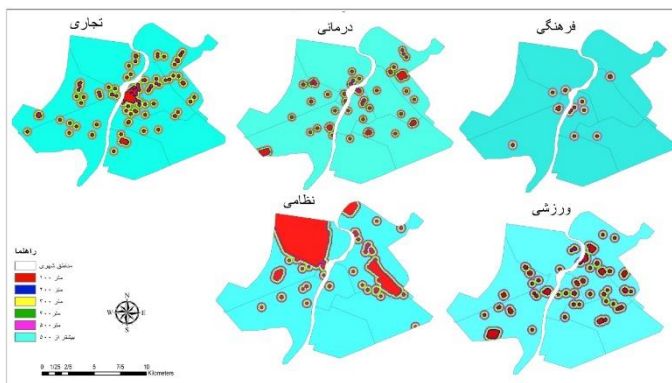 تجاری
درمانی
فرهنگی
نظامی
ورزشی
راهنما
مناطق شهری
۱۰۰ متر
۲۰۰ متر
۳۰۰ متر
۴۰۰ متر
۵۰۰ متر
بیشتر از ۵۰۰
N
W E
S
0 1/25 2/5 5 7/5 10
Kilometers